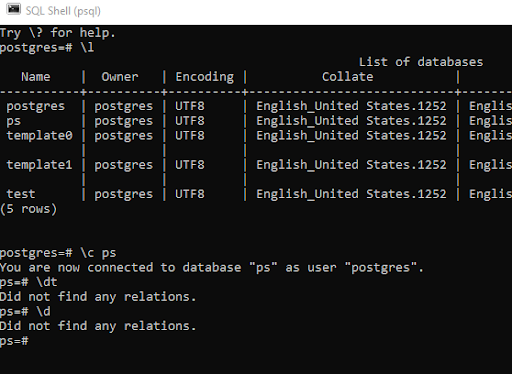 SQL Shell (psql)
Try \? for help.
postgres=# \l
List of databases
Name | Owner | Encoding | Collate |
-----------+----------+----------+----------------------------+-------
postgres | postgres | UTF8 | English_United States.1252 | Englis
ps | postgres | UTF8 | English_United States.1252 | Englis
template0 | postgres | UTF8 | English_United States.1252 | Englis
| | | |
template1 | postgres | UTF8 | English_United States.1252 | Englis
| | | |
test | postgres | UTF8 | English_United States.1252 | Englis
(5 rows)
postgres=# \c ps
You are now connected to database "ps" as user "postgres".
ps=# \dt
Did not find any relations.
ps=# \d
Did not find any relations.
ps=#